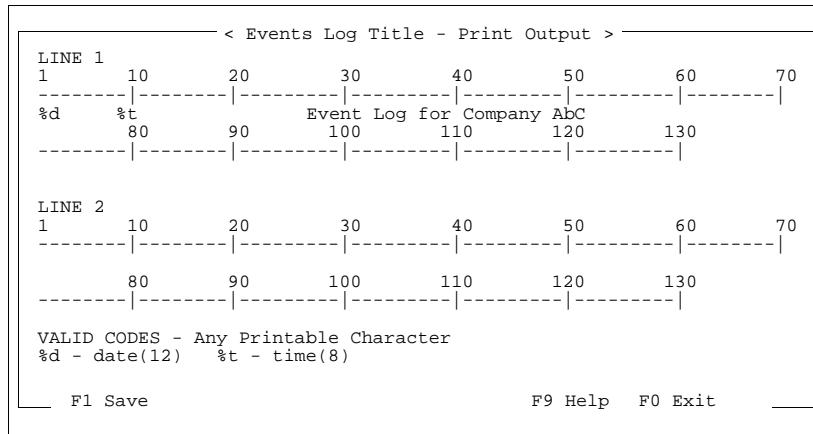 < Events Log Title - Print Output >
LINE 1
1 10 20 30 40 50 60 70
--------|--------|---------|---------|---------|---------|--------|
%d %t Event Log for Company AbC
80 90 100 110 120 130
--------|--------|---------|---------|---------|---------|
LINE 2
1 10 20 30 40 50 60 70
--------|--------|---------|---------|---------|---------|--------|
80 90 100 110 120 130
--------|--------|---------|---------|---------|---------|
VALID CODES - Any Printable Character
%d - date(12) %t - time(8)
F1 Save F9 Help F0 Exit